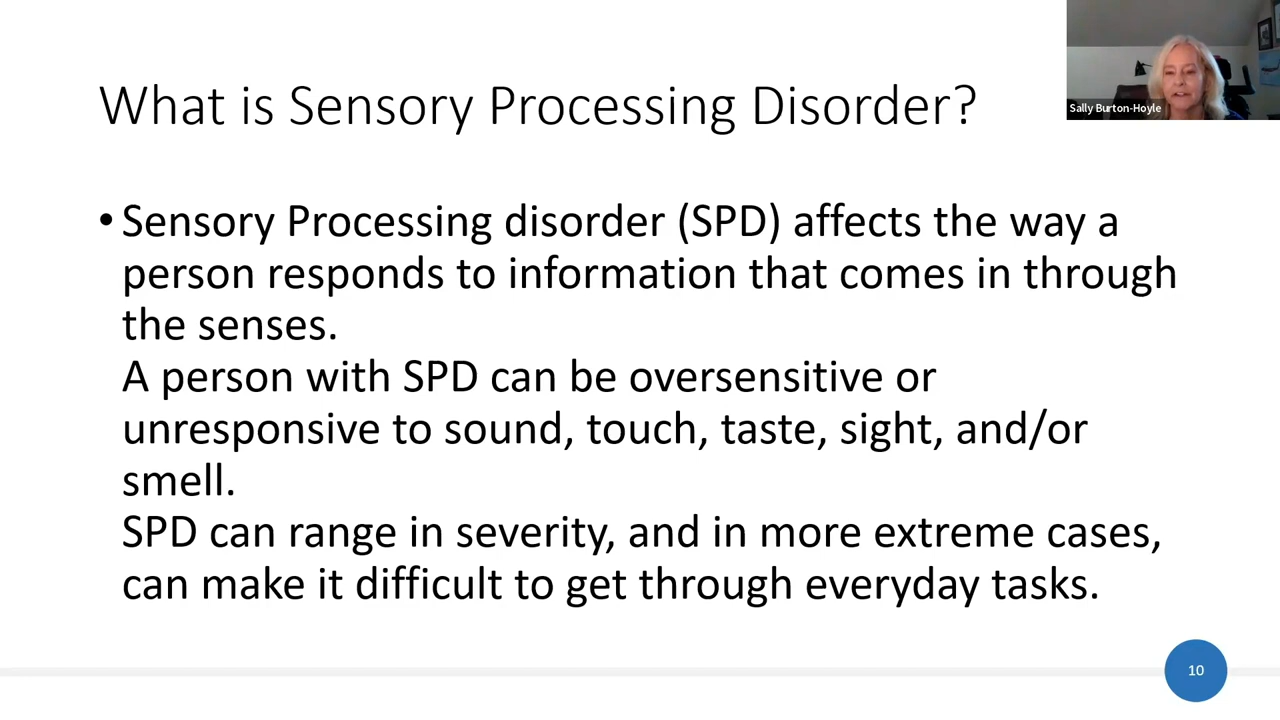 What is Sensory Processing Disorder?
Sally Burton-Hoyle
• Sensory Processing disorder (SPD) affects the way a
person responds to information that comes in through
the senses.
A person with SPD can be oversensitive or
unresponsive to sound, touch, taste, sight, and/or
smell.
SPD can range in severity, and in more extreme cases,
can make it difficult to get through everyday tasks.
10